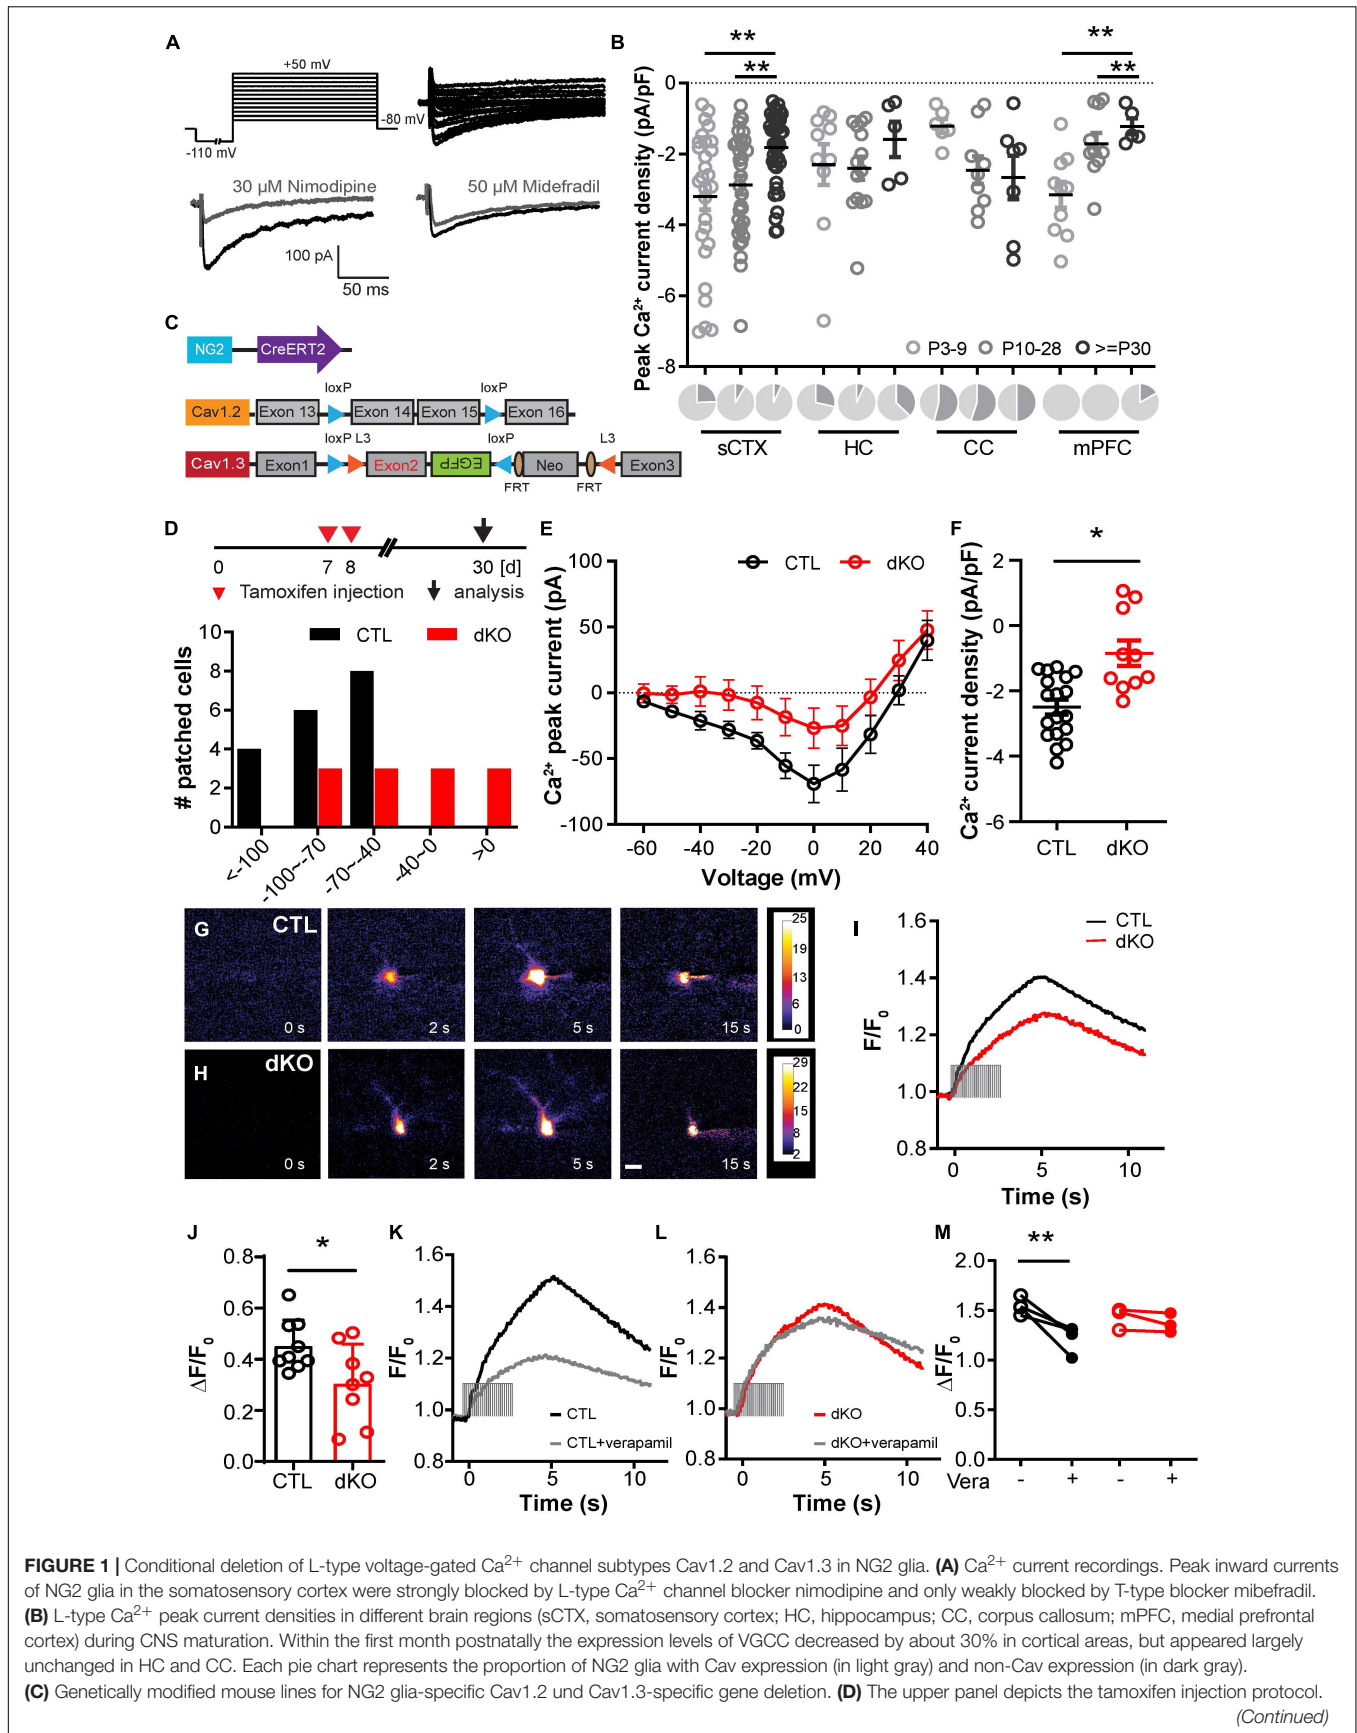 A
+50 mV
-80 mV
-110 mV
30 µM Nimodipine
50 µM Midefradil
100 pA
50 ms
B
** **
** **
Peak Ca2+ current density (pA/pF)
0
-2
-4
-6
-8
P3-9 P10-28 >=P30
sCTX HC CC mPFC
C
NG2 CreERT2
loxP loxP
Cav1.2 Exon 13 Exon 14 Exon 15 Exon 16
loxP L3 loxP L3
Cav1.3 Exon1 Exon2 EGFP Neo Exon3
FRT FRT
D
0 7 8 30 [d]
Tamoxifen injection analysis
CTL dKO
# patched cells
10
8
6
4
2
0
<-100 -100~-70 -70~-40 -40~0 >0
E
CTL dKO
Ca2+ peak current (pA)
100
50
0
-50
-100
-60 -40 -20 0 20 40
Voltage (mV)
F
*
Ca2+ current density (pA/pF)
2
0
-2
-4
-6
CTL dKO
G
CTL
0 s 2 s 5 s 15 s
25
19
13
6
0
H
dKO
0 s 2 s 5 s 15 s
29
22
15
8
2
I
CTL
dKO
F/F0
1.6
1.4
1.2
1.0
0.8
0 5 10
Time (s)
J
*
ΔF/F0
0.8
0.6
0.4
0.2
0.0
CTL dKO
K
F/F0
1.6
1.4
1.2
1.0
0.8
CTL
CTL+verapamil
0 5 10
Time (s)
L
F/F0
1.6
1.4
1.2
1.0
0.8
dKO
dKO+verapamil
0 5 10
Time (s)
M
**
ΔF/F0
2.0
1.5
1.0
0.5
0.0
Vera - + - +
FIGURE 1 | Conditional deletion of L-type voltage-gated Ca2+ channel subtypes Cav1.2 and Cav1.3 in NG2 glia. (A) Ca2+ current recordings. Peak inward currents
of NG2 glia in the somatosensory cortex were strongly blocked by L-type Ca2+ channel blocker nimodipine and only weakly blocked by T-type blocker mibefradil.
(B) L-type Ca2+ peak current densities in different brain regions (sCTX, somatosensory cortex; HC, hippocampus; CC, corpus callosum; mPFC, medial prefrontal
cortex) during CNS maturation. Within the first month postnatally the expression levels of VGCC decreased by about 30% in cortical areas, but appeared largely
unchanged in HC and CC. Each pie chart represents the proportion of NG2 glia with Cav expression (in light gray) and non-Cav expression (in dark gray).
(C) Genetically modified mouse lines for NG2 glia-specific Cav1.2 und Cav1.3-specific gene deletion. (D) The upper panel depicts the tamoxifen injection protocol.
(Continued)